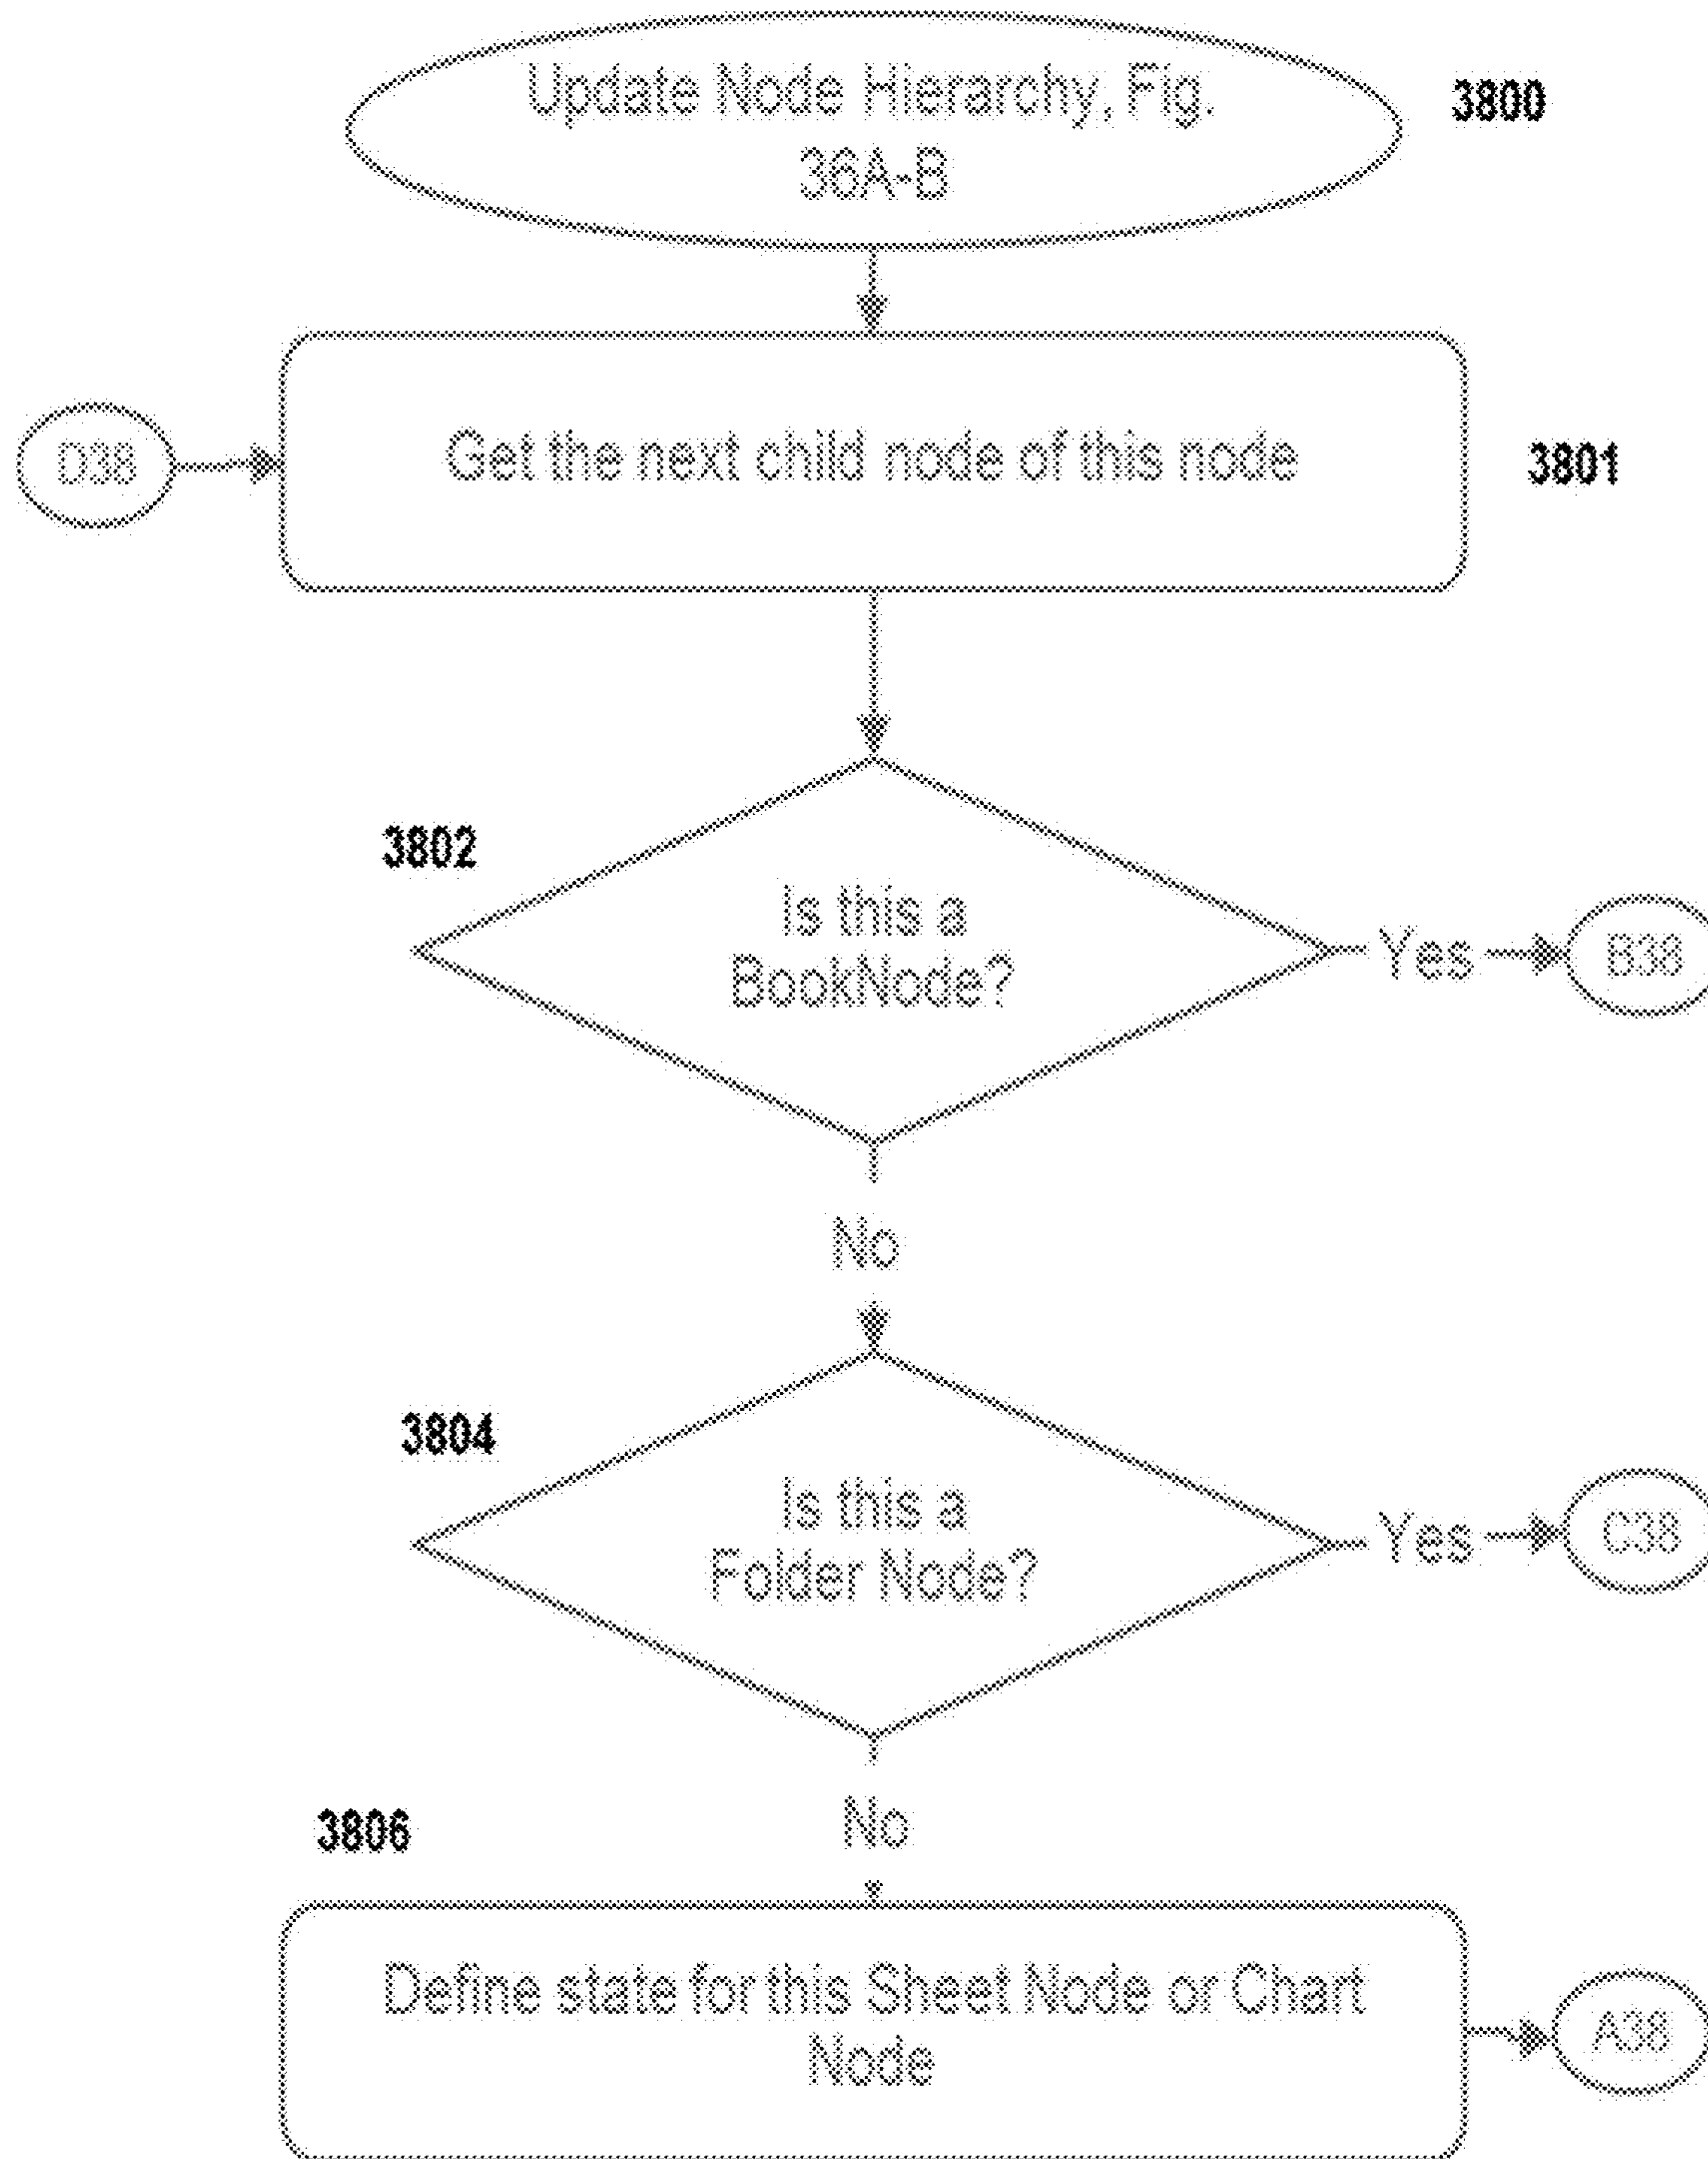 Update Node Hierarchy, Fig.
36A-B
3800
D38
Get the next child node of this node
3801
3802
Is this a
BookNode?
Yes
B38
No
3804
Is this a
Folder Node?
Yes
C38
No
3806
Define state for this Sheet Node or Chart
Node
A38